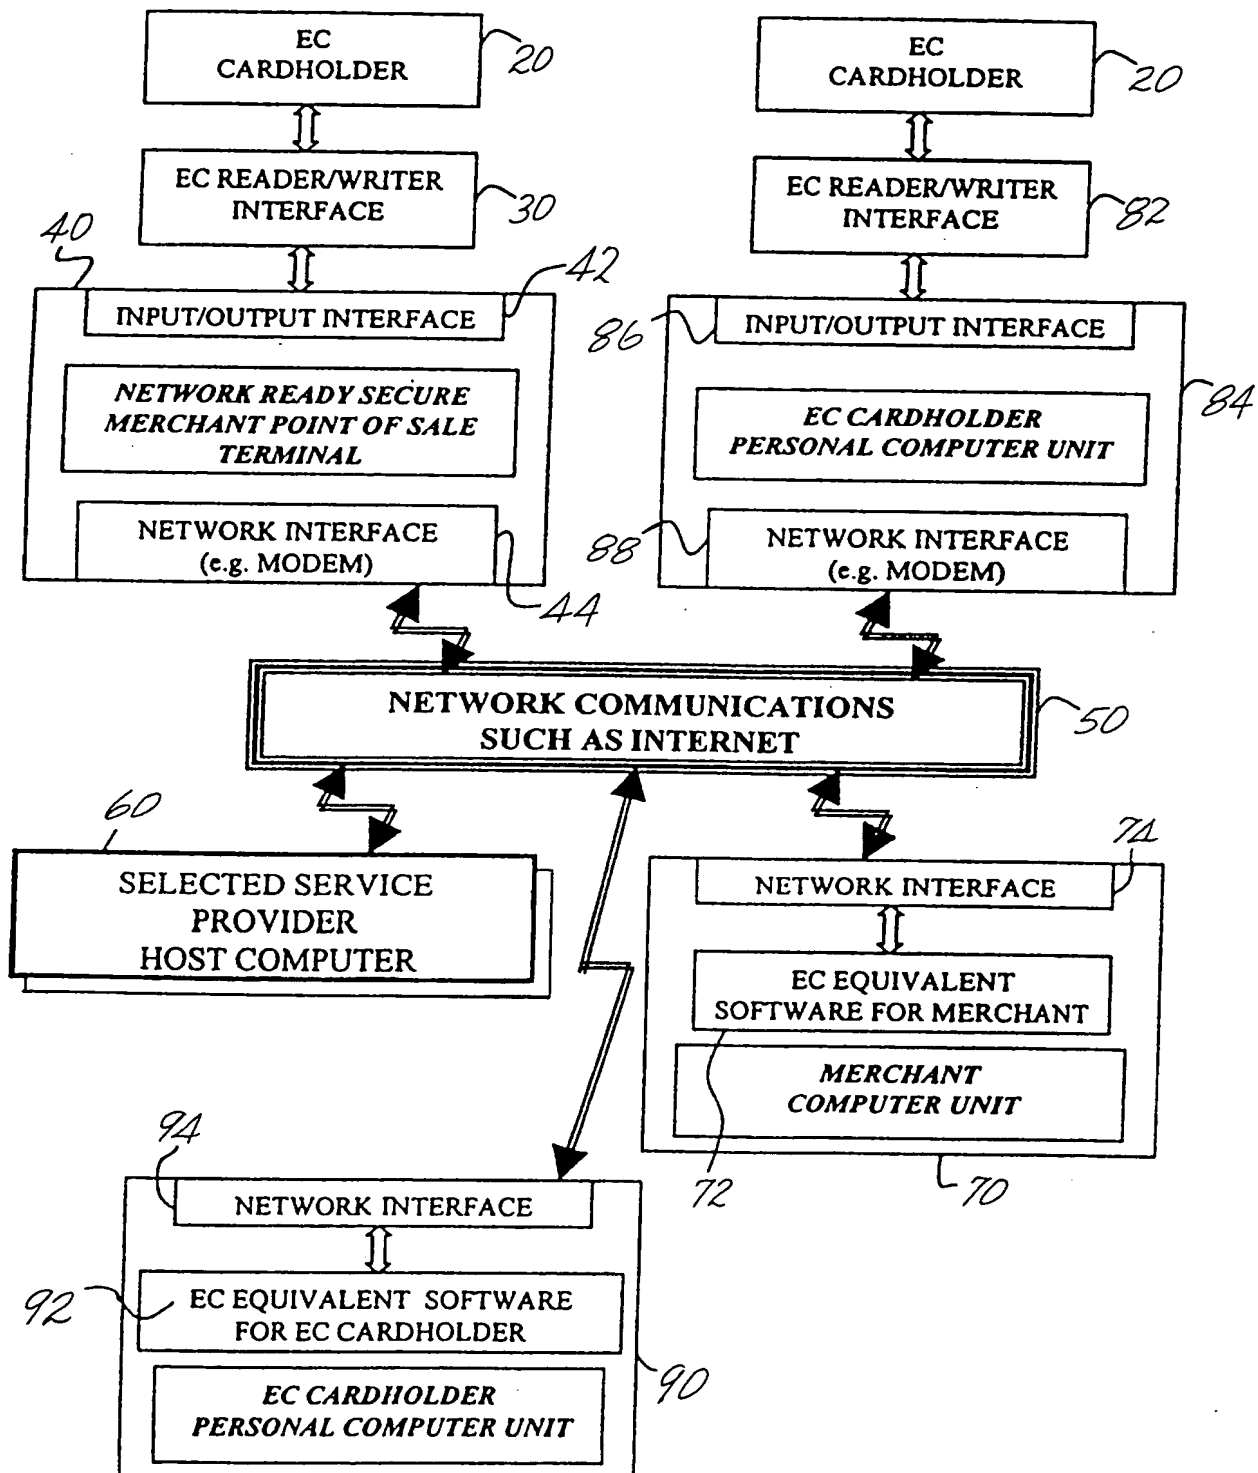 EC
CARDHOLDER
20
EC
CARDHOLDER
20
EC READER/WRITER
INTERFACE
30
EC READER/WRITER
INTERFACE
82
40
INPUT/OUTPUT INTERFACE
42
NETWORK READY SECURE
MERCHANT POINT OF SALE
TERMINAL
NETWORK INTERFACE
(e.g. MODEM)
44
86
INPUT/OUTPUT INTERFACE
84
EC CARDHOLDER
PERSONAL COMPUTER UNIT
88
NETWORK INTERFACE
(e.g. MODEM)
NETWORK COMMUNICATIONS
SUCH AS INTERNET
50
60
SELECTED SERVICE
PROVIDER
HOST COMPUTER
74
NETWORK INTERFACE
EC EQUIVALENT
SOFTWARE FOR MERCHANT
MERCHANT
COMPUTER UNIT
72
70
94
NETWORK INTERFACE
92
EC EQUIVALENT SOFTWARE
FOR EC CARDHOLDER
90
EC CARDHOLDER
PERSONAL COMPUTER UNIT